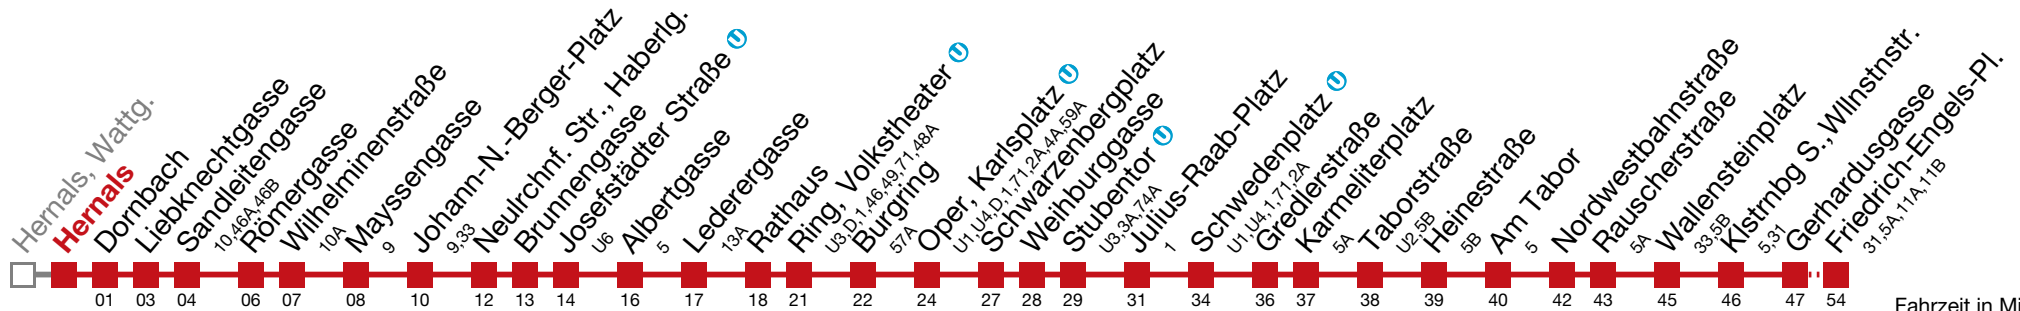 Hernals, Wattg.
Hernals
Dornbach
Liebknechtgasse
Sandleitengasse
10,46A,46B
Römergasse
Wilhelminenstraße
10A
Mayssengasse
9
Johann-N.-Berger-Platz
9,33
Neulrchnf. Str., Haberlg.
Brunnengasse
Josefstädter Straße U
U6
Albertgasse
5
Lederergasse
13A
Rathaus
Ring, Volkstheater U
U3,D,1,46,49,71,48A
Burgring
57A
Oper, Karlsplatz U
U1,U4,D,1,71,2A,4A,59A
Schwarzenbergplatz
Weihburggasse
Stubentor U
U3,3A,74A
Julius-Raab-Platz
1
Schwedenplatz U
U1,U4,1,71,2A
Gredlerstraße
Karmeliterplatz
5A
Taborstraße
U2,5B
Heinestraße
5B
Am Tabor
5
Nordwestbahnstraße
Rauscherstraße
5A
Wallensteinplatz
33,5B
Klstrnbg S., Wllnstnstr.
5,31
Gerhardusgasse
Friedrich-Engels-Pl.
31,5A,11A,11B
01 03 04 06 07 08 10 12 13 14 16 17 18 21 22 24 27 28 29 31 34 36 37 38 39 40 42 43 45 46 47 54
Fahrzeit in Mi